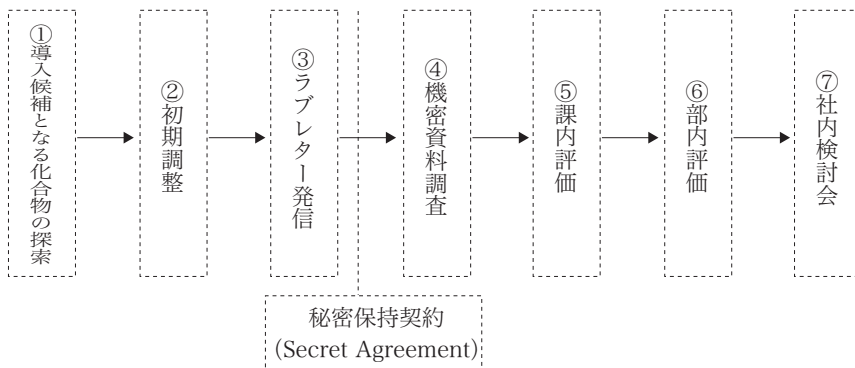 ①導入候補となる化合物の探索
②初期調整
③ラブレター発信
④機密資料調査
⑤課内評価
⑥部内評価
⑦社内検討会
秘密保持契約
(Secret Agreement)